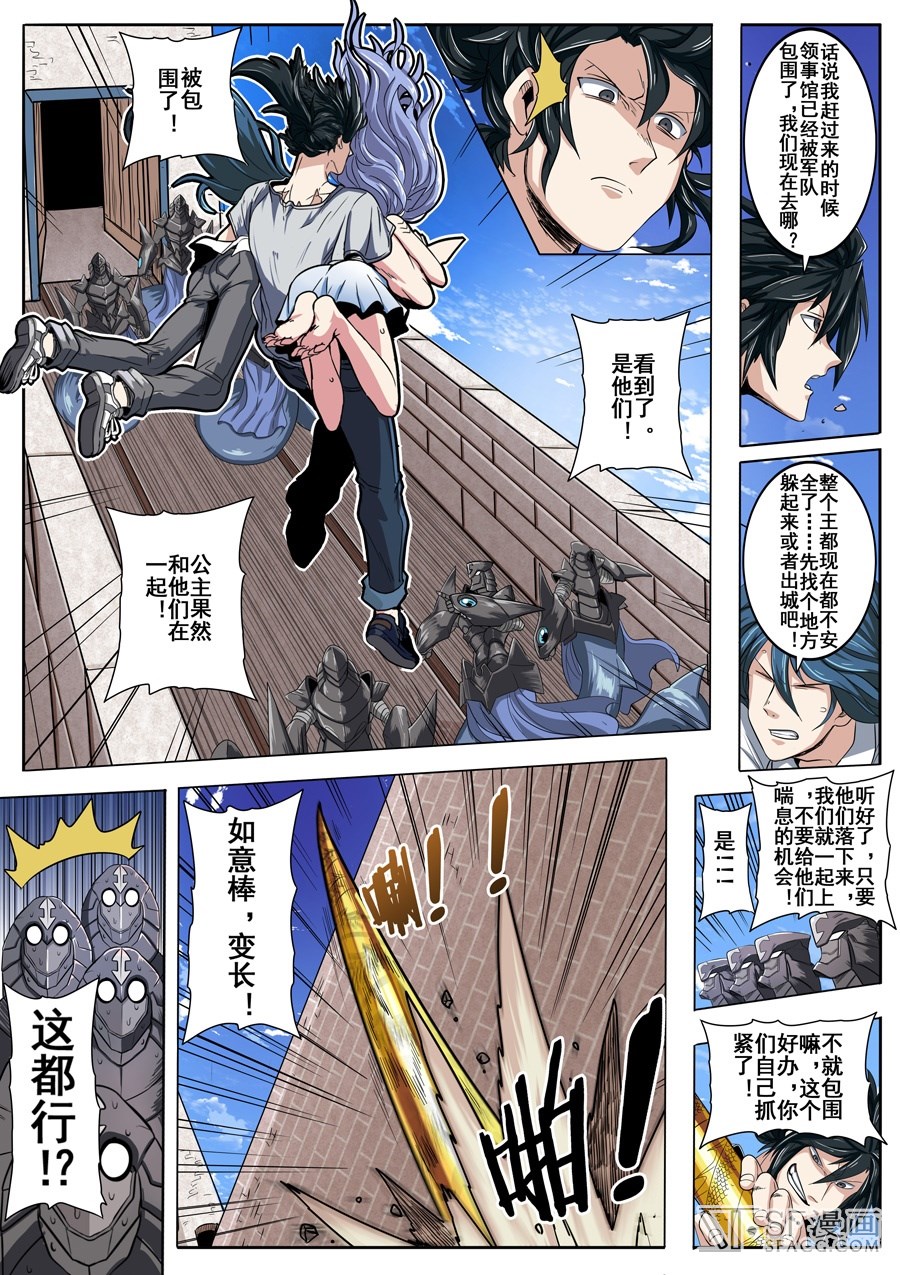 话说我赶过来的时候
领事馆已经被军队
包围了，我们现在去哪？
整个王都现在都不安
全了……先找个地方
躲起来或者出城吧！
被包
围了！
看到了。
是他们！
公主果然
和他们在
一起！
听好了，只要
他们落下来，
我们就一起上
，不要给他们
喘息的机会！
是！！！
不就包围
嘛，这个
好办，你
们自己抓
紧了！
如意棒，变长！
嘣！！
轰！
这都行！？
SF漫画
SFACG.COM